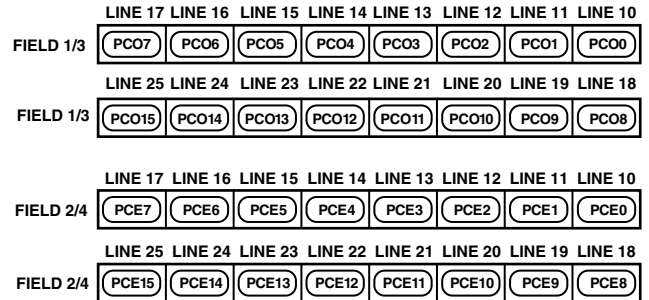 LINE 17 LINE 16 LINE 15 LINE 14 LINE 13 LINE 12 LINE 11 LINE 10
FIELD 1/3 PCO7 PCO6 PCO5 PCO4 PCO3 PCO2 PCO1 PCO0
LINE 25 LINE 24 LINE 23 LINE 22 LINE 21 LINE 20 LINE 19 LINE 18
FIELD 1/3 PCO15 PCO14 PCO13 PCO12 PCO11 PCO10 PCO9 PCO8
LINE 17 LINE 16 LINE 15 LINE 14 LINE 13 LINE 12 LINE 11 LINE 10
FIELD 2/4 PCE7 PCE6 PCE5 PCE4 PCE3 PCE2 PCE1 PCE0
LINE 25 LINE 24 LINE 23 LINE 22 LINE 21 LINE 20 LINE 19 LINE 18
FIELD 2/4 PCE15 PCE14 PCE13 PCE12 PCE11 PCE10 PCE9 PCE8